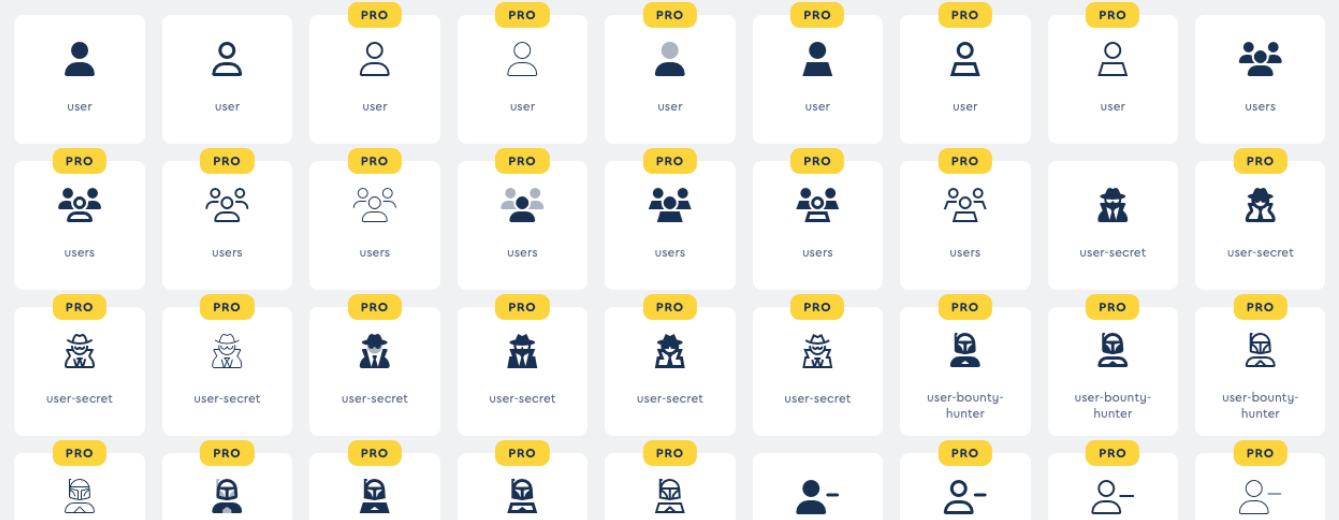 PRO PRO PRO PRO PRO PRO
user user user user user user user user users
PRO PRO PRO PRO PRO PRO PRO PRO
users users users users users users users user-secret user-secret
PRO PRO PRO PRO PRO PRO PRO PRO PRO
user-secret user-secret user-secret user-secret user-secret user-secret user-bounty- user-bounty- user-bounty-
hunter hunter hunter
PRO PRO PRO PRO PRO PRO PRO PRO